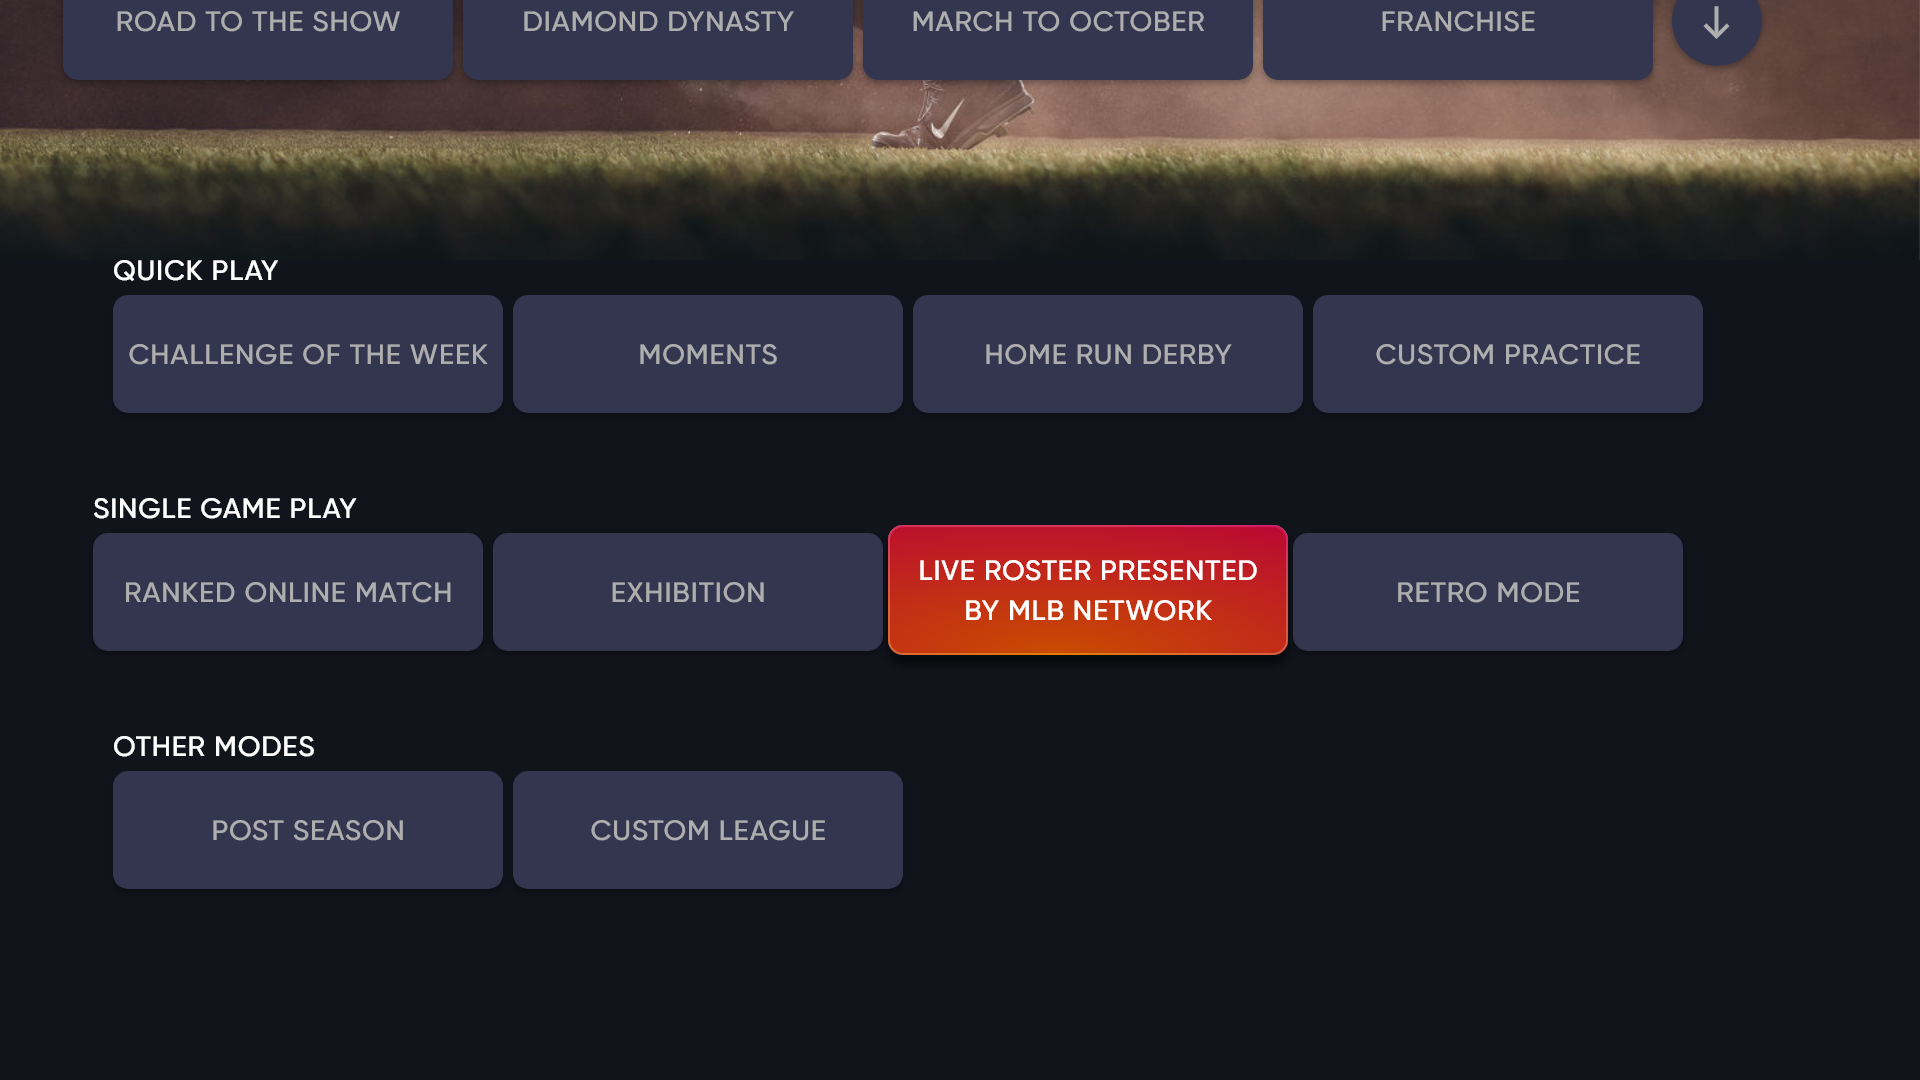 ROAD TO THE SHOW
DIAMOND DYNASTY
MARCH TO OCTOBER
FRANCHISE
QUICK PLAY
CHALLENGE OF THE WEEK
MOMENTS
HOME RUN DERBY
CUSTOM PRACTICE
SINGLE GAME PLAY
RANKED ONLINE MATCH
EXHIBITION
LIVE ROSTER PRESENTED
BY MLB NETWORK
RETRO MODE
OTHER MODES
POST SEASON
CUSTOM LEAGUE